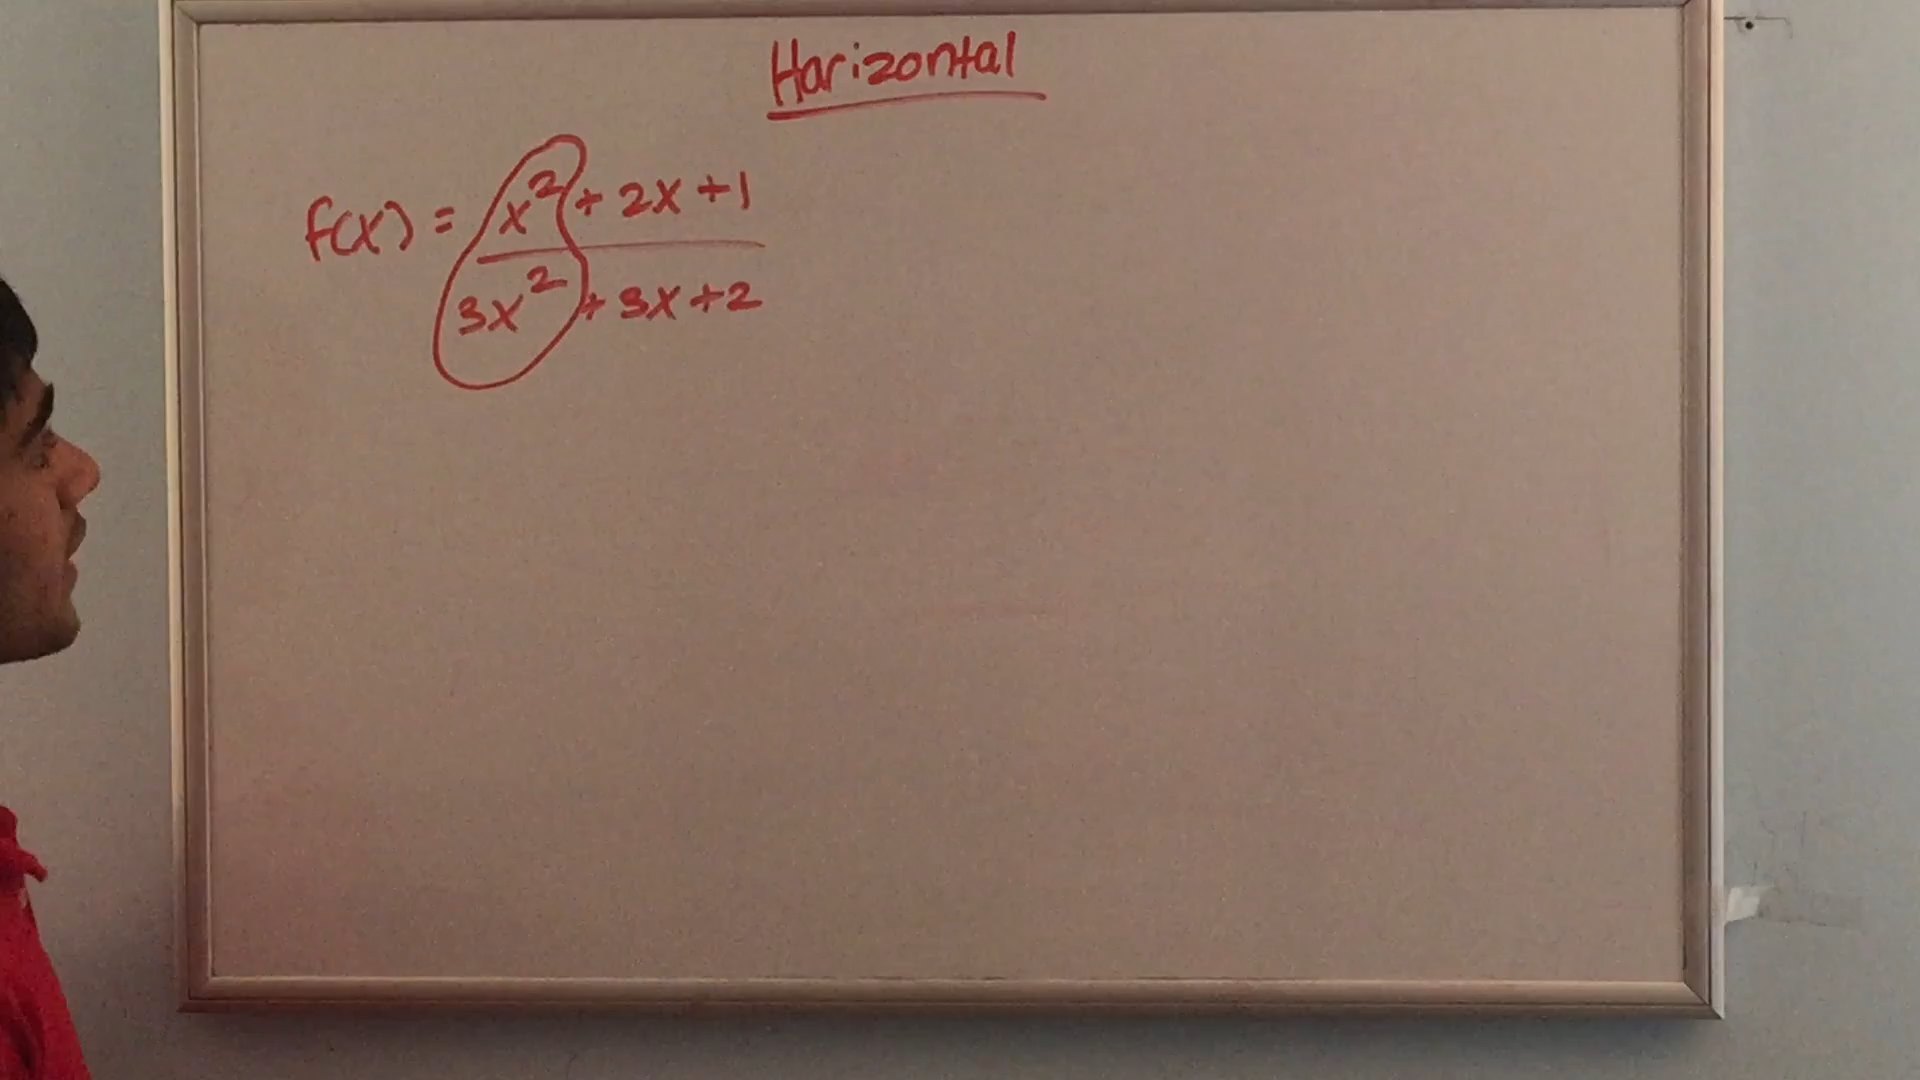 Harizontal
f(x) = x² + 2x + 1
3x² + 3x + 2